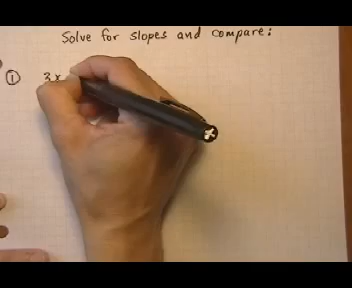 Solve for slopes and compare:
① 3x